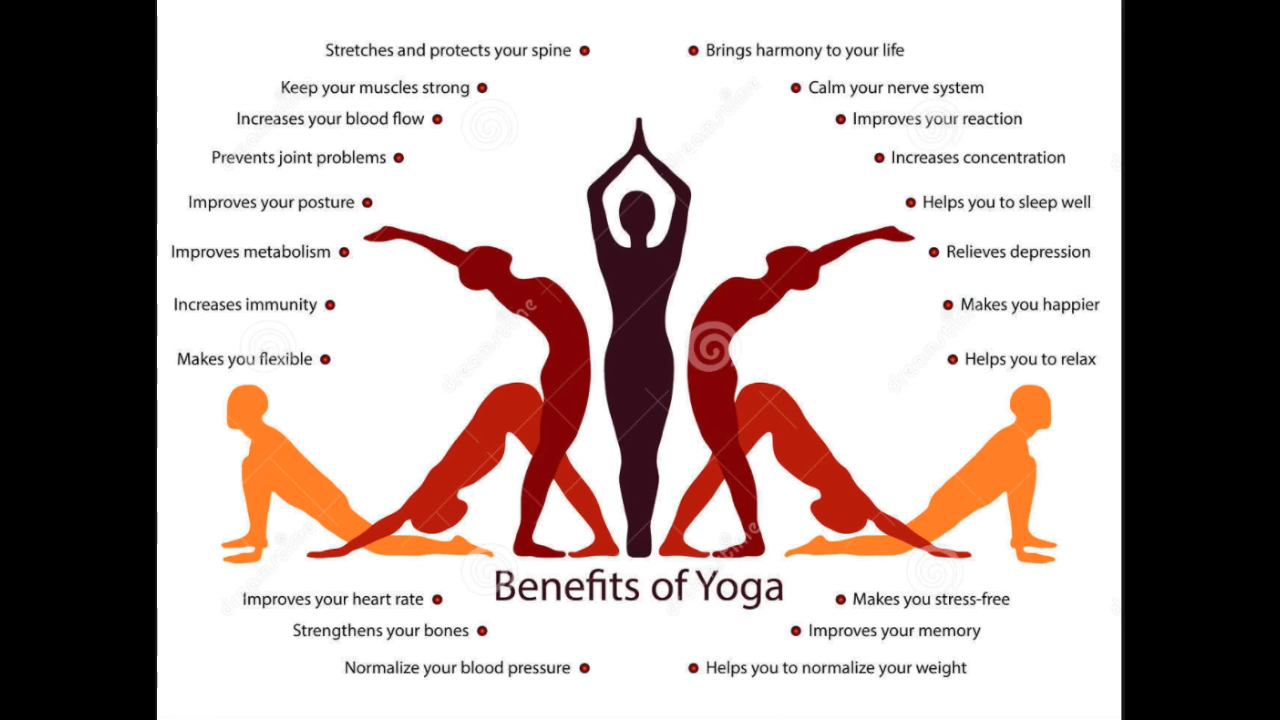 Stretches and protects your spine
Keep your muscles strong
Increases your blood flow
Prevents joint problems
Improves your posture
Improves metabolism
Increases immunity
Makes you flexible
Brings harmony to your life
Calm your nerve system
Improves your reaction
Increases concentration
Helps you to sleep well
Relieves depression
Makes you happier
Helps you to relax
Benefits of Yoga
Improves your heart rate
Strengthens your bones
Normalize your blood pressure
Makes you stress-free
Improves your memory
Helps you to normalize your weight
dreamstime